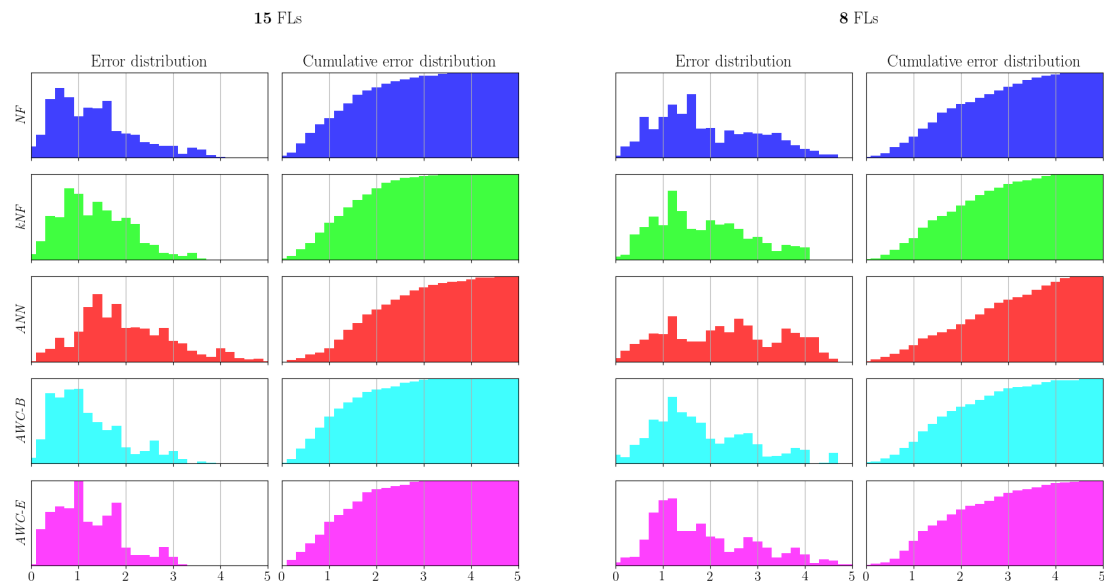 15 FLs
8 FLs
Error distribution
Cumulative error distribution
Error distribution
Cumulative error distribution
NF
kNF
ANN
AWC-B
AWC-E
0 1 2 3 4 5 0 1 2 3 4 5
0 1 2 3 4 5 0 1 2 3 4 5